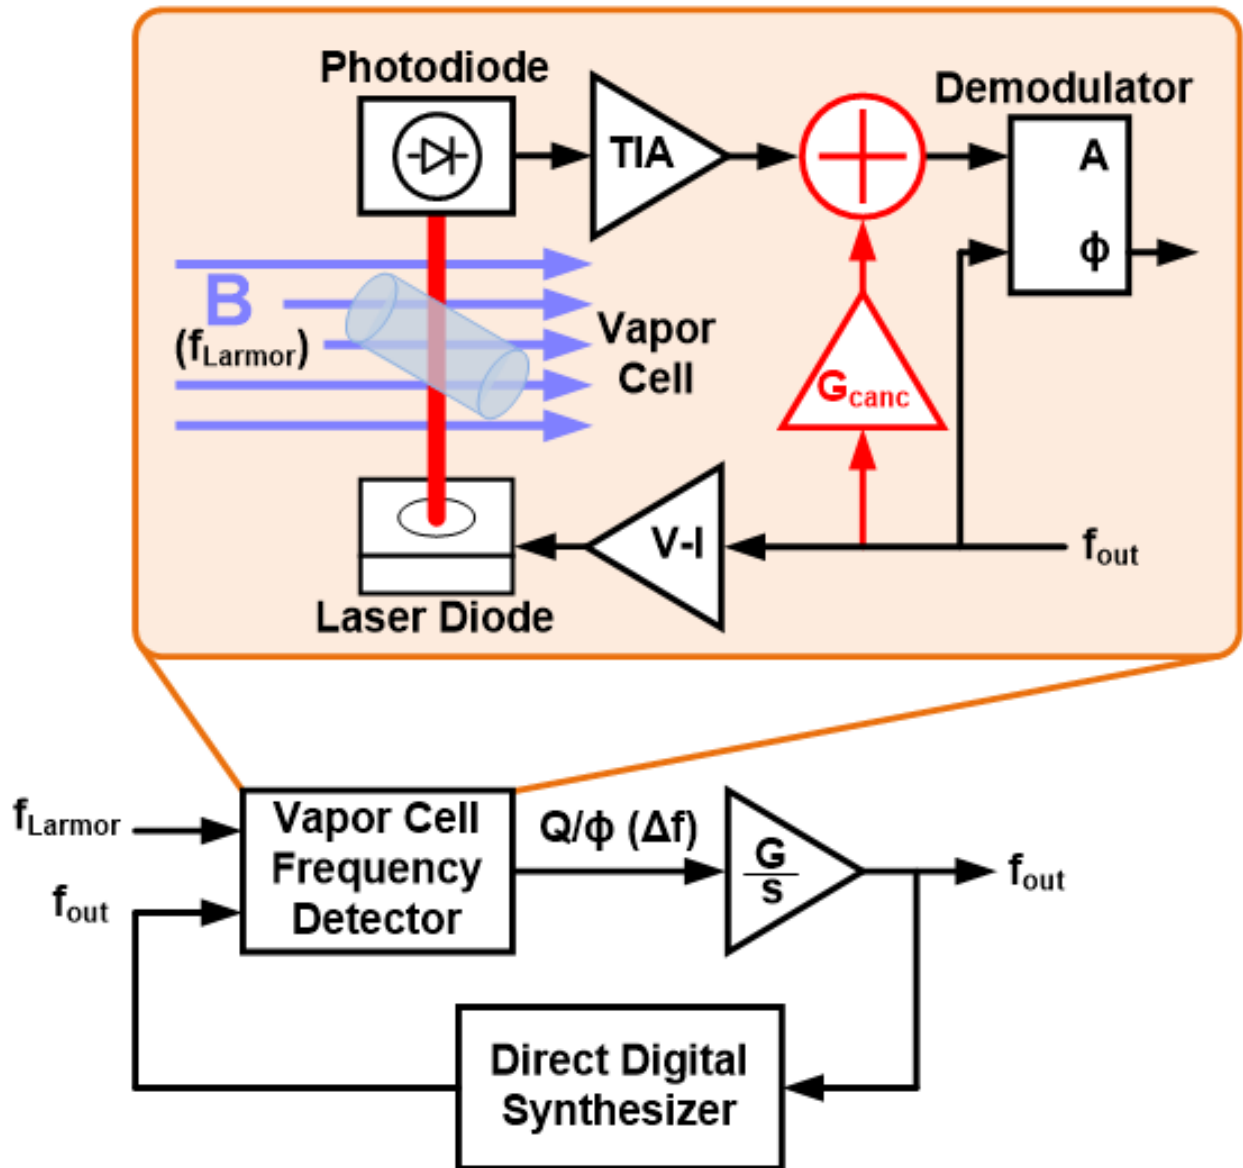 Photodiode
TIA
Demodulator
A
ϕ
B
(fLarmor)
Vapor
Cell
Gcanc
V-I
fout
Laser Diode
fLarmor
fout
Vapor Cell
Frequency
Detector
Q/ϕ (Δf)
G
s
fout
Direct Digital
Synthesizer